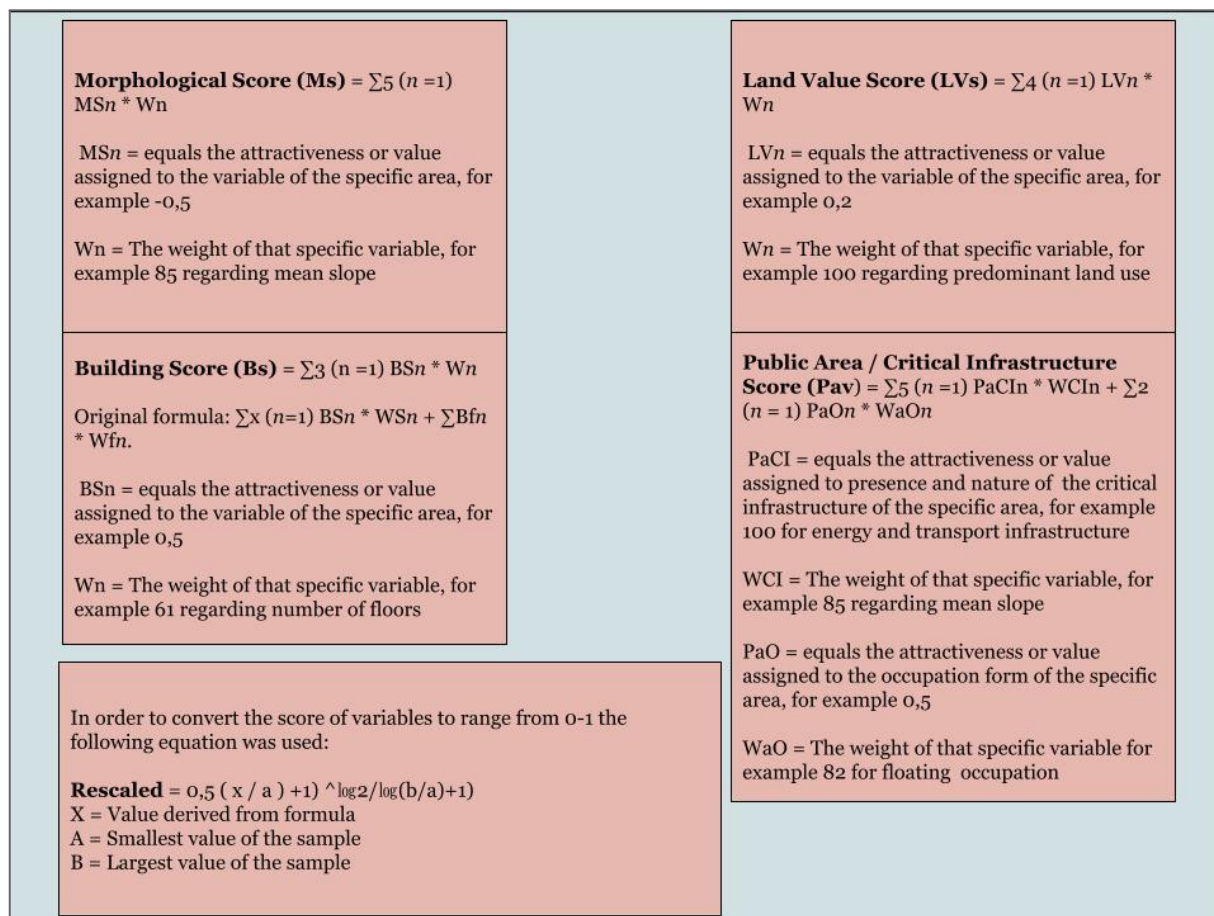 Morphological Score (Ms) = ∑5 (n =1)
MSn * Wn
MSn = equals the attractiveness or value
assigned to the variable of the specific area, for
example -0,5
Wn = The weight of that specific variable, for
example 85 regarding mean slope
Building Score (Bs) = ∑3 (n =1) BSn * Wn
Original formula: ∑x (n=1) BSn * WSn + ∑Bfn
* Wfn.
BSn = equals the attractiveness or value
assigned to the variable of the specific area, for
example 0,5
Wn = The weight of that specific variable, for
example 61 regarding number of floors
In order to convert the score of variables to range from 0-1 the
following equation was used:
Rescaled = 0,5 ( x / a ) +1) ^log2/log(b/a)+1)
X = Value derived from formula
A = Smallest value of the sample
B = Largest value of the sample
Land Value Score (LVs) = ∑4 (n =1) LVn *
Wn
LVn = equals the attractiveness or value
assigned to the variable of the specific area, for
example 0,2
Wn = The weight of that specific variable, for
example 100 regarding predominant land use
Public Area / Critical Infrastructure
Score (Pav) = ∑5 (n =1) PaCIn * WCIn + ∑2
(n = 1) PaOn * WaOn
PaCI = equals the attractiveness or value
assigned to presence and nature of the critical
infrastructure of the specific area, for example
100 for energy and transport infrastructure
WCI = The weight of that specific variable, for
example 85 regarding mean slope
PaO = equals the attractiveness or value
assigned to the occupation form of the specific
area, for example 0,5
WaO = The weight of that specific variable for
example 82 for floating occupation